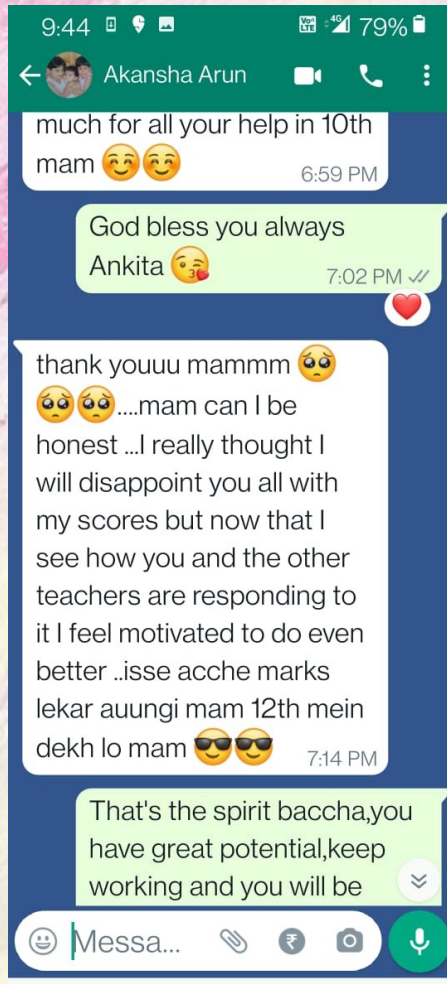 9:44 VoLTE 4G 79%
Akansha Arun
much for all your help in 10th
mam ☺️☺️ 6:59 PM
God bless you always
Ankita 😘 7:02 PM
❤️
thank youuu mammm 🥺
🥺🥺....mam can I be
honest ...I really thought I
will disappoint you all with
my scores but now that I
see how you and the other
teachers are responding to
it I feel motivated to do even
better ..isse acche marks
lekar auungi mam 12th mein
dekh lo mam 😎😎 7:14 PM
That's the spirit baccha,you
have great potential,keep
working and you will be
Messa... ₹